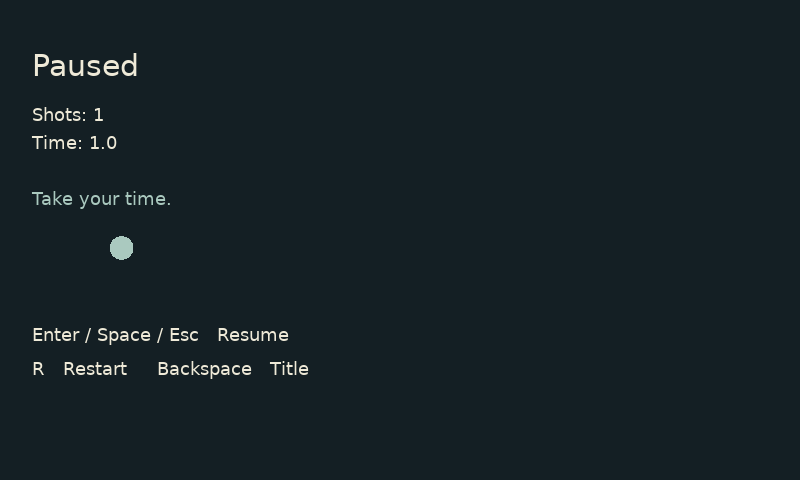 Paused
Shots: 1
Time: 1.0
Take your time.
Enter / Space / Esc Resume
R Restart Backspace Title